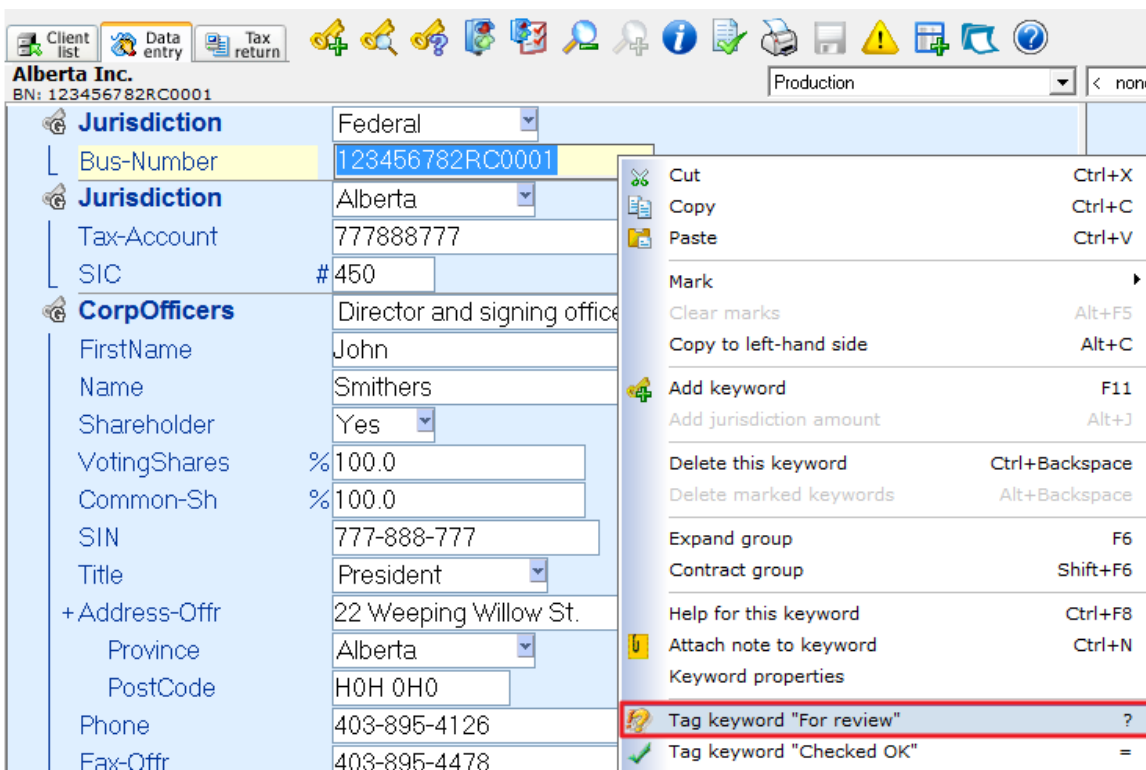 Client list
Data entry
Tax return
Alberta Inc.
BN: 123456782RC0001
Production
< non
Jurisdiction Federal
Bus-Number 123456782RC0001
Jurisdiction Alberta
Tax-Account 777888777
SIC # 450
CorpOfficers Director and signing office
FirstName John
Name Smithers
Shareholder Yes
VotingShares % 100.0
Common-Sh % 100.0
SIN 777-888-777
Title President
+Address-Offr 22 Weeping Willow St.
Province Alberta
PostCode H0H 0H0
Phone 403-895-4126
Fax-Offr 403-895-4478
Cut Ctrl+X
Copy Ctrl+C
Paste Ctrl+V
Mark
Clear marks Alt+F5
Copy to left-hand side Alt+C
Add keyword F11
Add jurisdiction amount Alt+J
Delete this keyword Ctrl+Backspace
Delete marked keywords Alt+Backspace
Expand group F6
Contract group Shift+F6
Help for this keyword Ctrl+F8
Attach note to keyword Ctrl+N
Keyword properties
Tag keyword "For review" ?
Tag keyword "Checked OK" =